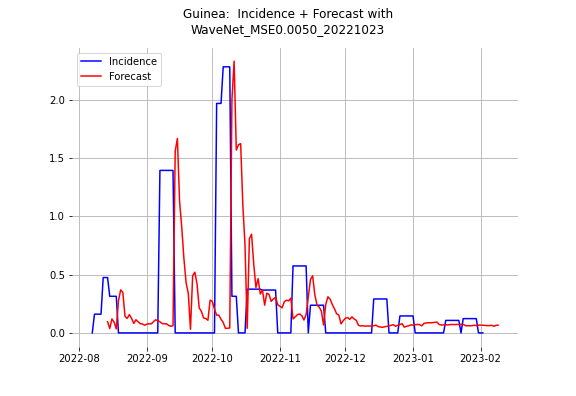 Guinea:  Incidence + Forecast with
WaveNet_MSE0.0050_20221023
Incidence
Forecast
2.0
1.5
1.0
0.5
0.0
2022-08 2022-09 2022-10 2022-11 2022-12 2023-01 2023-02